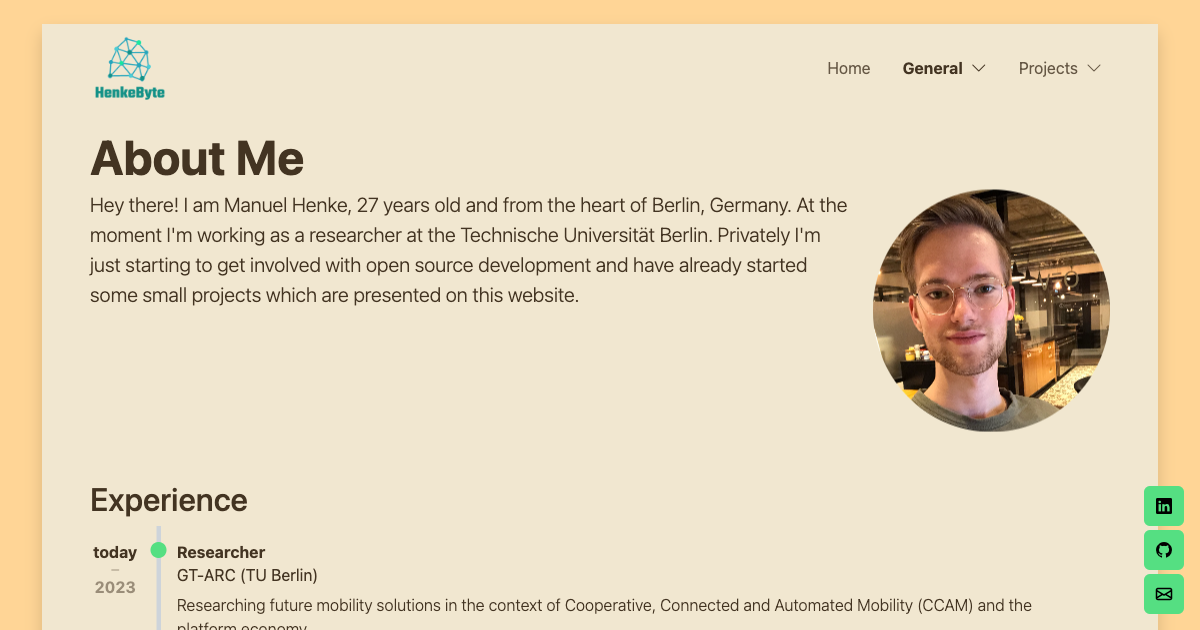 HenkeByte
Home
General
Projects
About Me
Hey there! I am Manuel Henke, 27 years old and from the heart of Berlin, Germany. At the
moment I'm working as a researcher at the Technische Universität Berlin. Privately I'm
just starting to get involved with open source development and have already started
some small projects which are presented on this website.
Experience
today
–
2023
Researcher
GT-ARC (TU Berlin)
Researching future mobility solutions in the context of Cooperative, Connected and Automated Mobility (CCAM) and the
platform economy.